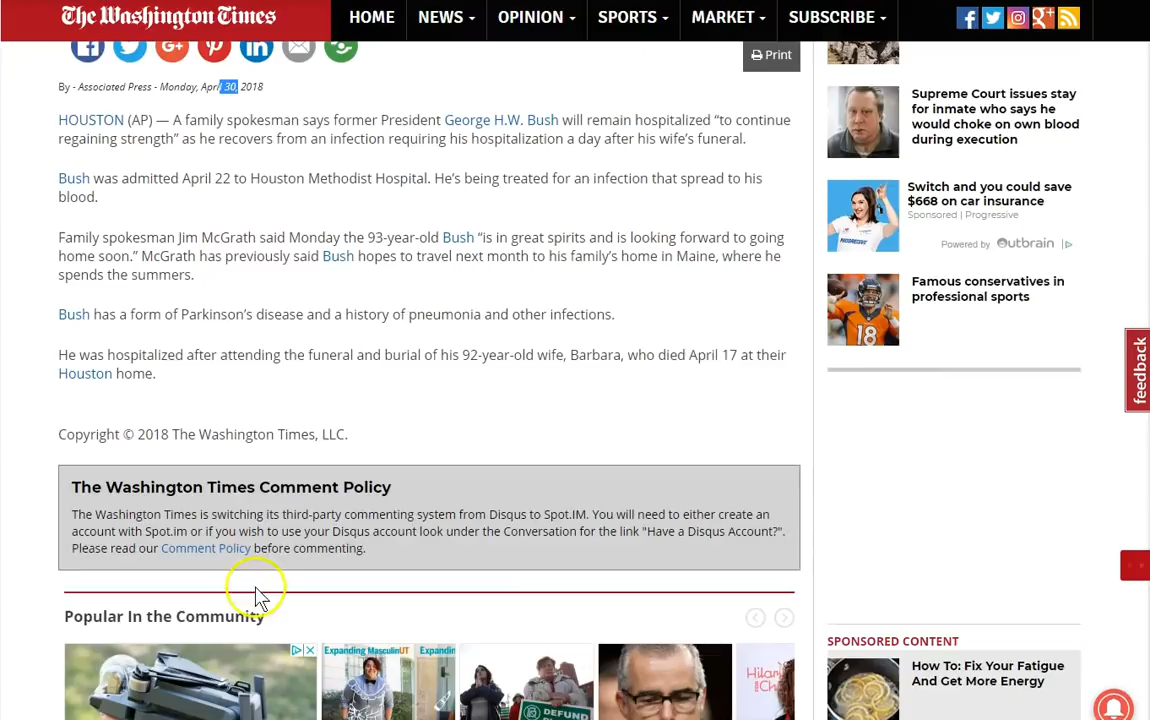 The Washington Times
HOME NEWS OPINION SPORTS MARKET SUBSCRIBE
Print
By - Associated Press - Monday, April 30, 2018
HOUSTON (AP) — A family spokesman says former President George H.W. Bush will remain hospitalized “to continue
regaining strength” as he recovers from an infection requiring his hospitalization a day after his wife’s funeral.
Bush was admitted April 22 to Houston Methodist Hospital. He’s being treated for an infection that spread to his
blood.
Family spokesman Jim McGrath said Monday the 93-year-old Bush “is in great spirits and is looking forward to going
home soon.” McGrath has previously said Bush hopes to travel next month to his family’s home in Maine, where he
spends the summers.
Bush has a form of Parkinson’s disease and a history of pneumonia and other infections.
He was hospitalized after attending the funeral and burial of his 92-year-old wife, Barbara, who died April 17 at their
Houston home.
Copyright © 2018 The Washington Times, LLC.
The Washington Times Comment Policy
The Washington Times is switching its third-party commenting system from Disqus to Spot.IM. You will need to either create an
account with Spot.im or if you wish to use your Disqus account look under the Conversation for the link "Have a Disqus Account?".
Please read our Comment Policy before commenting.
Popular In the Community
Expanding MasculinUT
DEFUND
Supreme Court issues stay
for inmate who says he
would choke on own blood
during execution
Switch and you could save
$668 on car insurance
Sponsored | Progressive
Powered by Outbrain
Famous conservatives in
professional sports
18
feedback
SPONSORED CONTENT
How To: Fix Your Fatigue
And Get More Energy